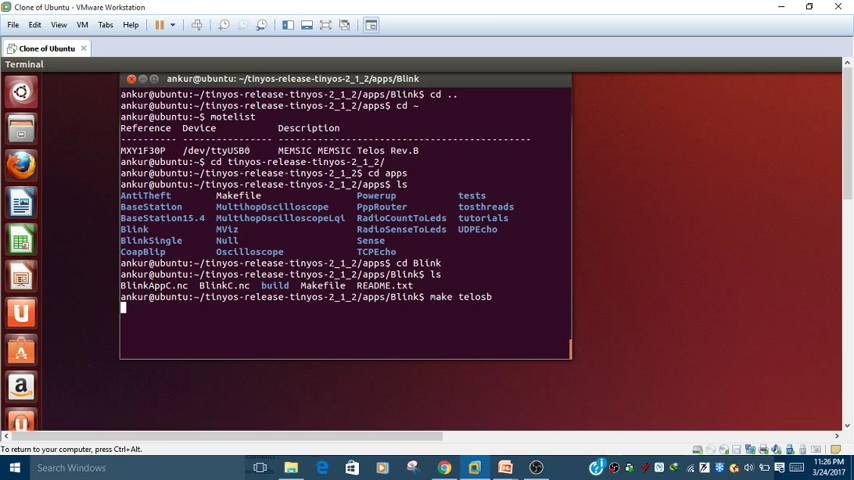 Clone of Ubuntu - VMware Workstation
File Edit View VM Tabs Help
Clone of Ubuntu
Terminal
ankur@ubuntu: ~/tinyos-release-tinyos-2_1_2/apps/Blink
ankur@ubuntu:~/tinyos-release-tinyos-2_1_2/apps/Blink$ cd ..
ankur@ubuntu:~/tinyos-release-tinyos-2_1_2/apps$ cd ~
ankur@ubuntu:~$ motelist
Reference Device Description
---------- ---------------- ---------------------------------------------
MXY1F30P /dev/ttyUSB0 MEMSIC MEMSIC Telos Rev.B
ankur@ubuntu:~$ cd tinyos-release-tinyos-2_1_2/
ankur@ubuntu:~/tinyos-release-tinyos-2_1_2$ cd apps
ankur@ubuntu:~/tinyos-release-tinyos-2_1_2/apps$ ls
AntiTheft Makefile Powerup tests
BaseStation MultihopOscilloscope PppRouter tosthreads
BaseStation15.4 MultihopOscilloscopeLqi RadioCountToLeds tutorials
Blink MViz RadioSenseToLeds UDPEcho
BlinkSingle Null Sense
CoapBlip Oscilloscope TCPEcho
ankur@ubuntu:~/tinyos-release-tinyos-2_1_2/apps$ cd Blink
ankur@ubuntu:~/tinyos-release-tinyos-2_1_2/apps/Blink$ ls
BlinkAppC.nc BlinkC.nc build Makefile README.txt
ankur@ubuntu:~/tinyos-release-tinyos-2_1_2/apps/Blink$ make telosb
To return to your computer, press Ctrl+Alt.
Search Windows
11:26 PM
3/24/2017